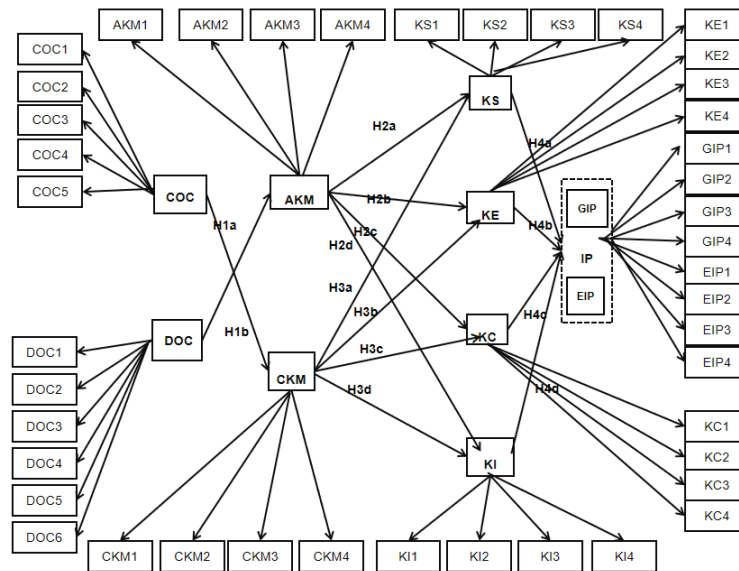 AKM1 AKM2 AKM3 AKM4 KS1 KS2 KS3 KS4
KE1
COC1
KE2
COC2
KE3
KS
COC3
KE4
H2a
H4a
COC4
GIP1
GIP2
COC5
COC AKM
H2b
GIP
KE
GIP3
H1a
H4b
H2c
GIP4
H2d
IP
EIP1
H3a
EIP
EIP2
H3b
H4c
H1b
DOC
KC
EIP3
DOC1
H3c
EIP4
CKM
DOC2
H3d
H4d
DOC3
KC1
KC2
DOC4
KI
KC3
DOC5
KC4
DOC6
CKM1 CKM2 CKM3 CKM4 KI1 KI2 KI3 KI4